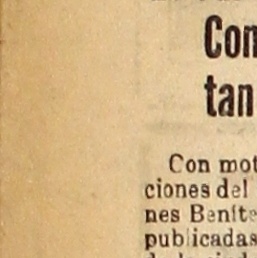 Con
tan
Con mot
ciones del
nes Benite
publicadas